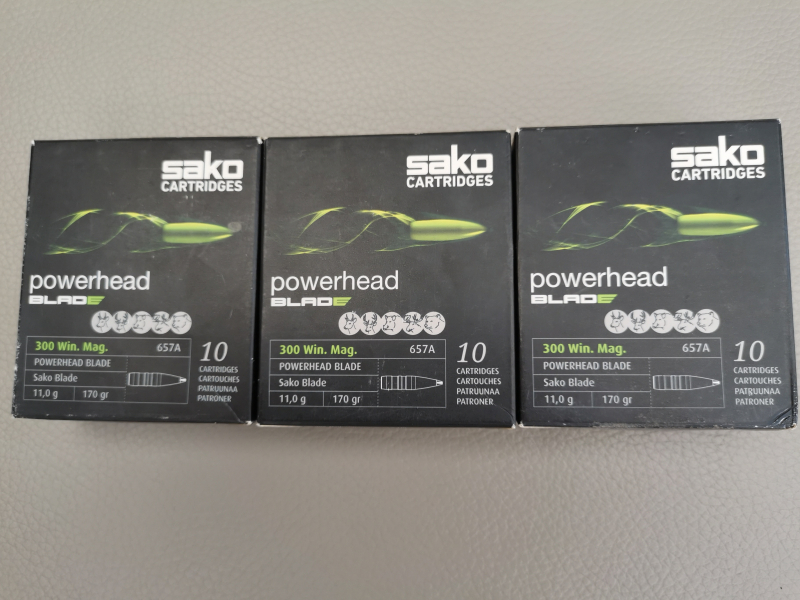 sako
CARTRIDGES
powerhead
BLADE
300 Win. Mag. 657A
POWERHEAD BLADE
Sako Blade
11,0 g 170 gr
10
CARTRIDGES
CARTOUCHES
PATRUUNAA
PATRONER
sako
CARTRIDGES
powerhead
BLADE
300 Win. Mag. 657A
POWERHEAD BLADE
Sako Blade
11,0 g 170 gr
10
CARTRIDGES
CARTOUCHES
PATRUUNAA
PATRONER
sako
CARTRIDGES
powerhead
BLADE
300 Win. Mag. 657A
POWERHEAD BLADE
Sako Blade
11,0 g 170 gr
10
CARTRIDGES
CARTOUCHES
PATRUUNAA
PATRONER